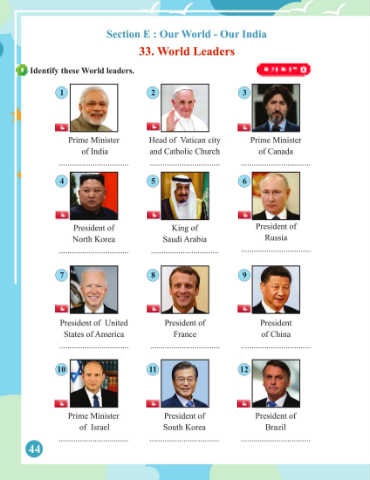 Section E : Our World - Our India
33. World Leaders
Identify these World leaders.
1 2 3
Prime Minister Head of Vatican city Prime Minister
of India and Catholic Church of Canada
4 5 6
President of King of President of
North Korea Saudi Arabia Russia
7 8 9
President of United President of President
States of America France of China
10 11 12
Prime Minister President of President of
of Israel South Korea Brazil
44